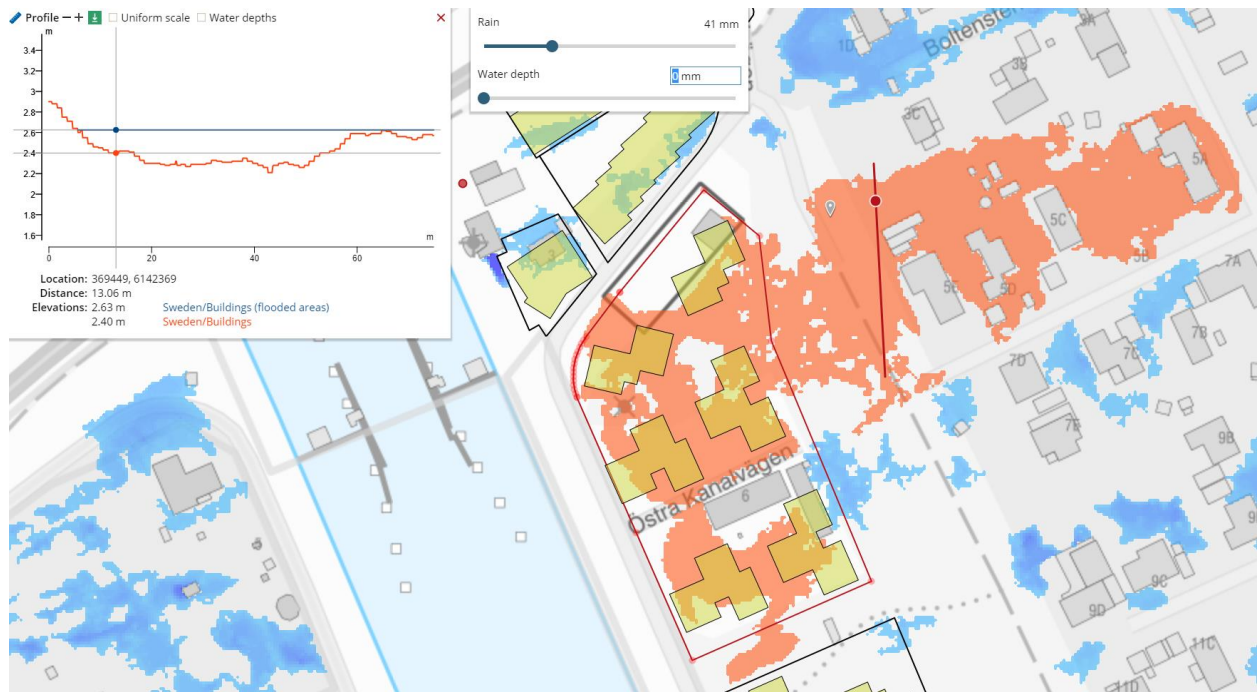 Profile
Uniform scale
Water depths
m
3.4
3.2
3
2.8
2.6
2.4
2.2
2
1.8
1.6
0
20
40
60
m
Location: 369449, 6142369
Distance: 13.06 m
Elevations: 2.63 m Sweden/Buildings (flooded areas)
2.40 m Sweden/Buildings
Rain
41 mm
Water depth
0 mm
1D
3B
3A
3C
5A
5C
5B
5E
5D
7A
7B
7C
7D
7E
9B
9
9C
9D
11C
11D
3
Östra Kanalvägen
6